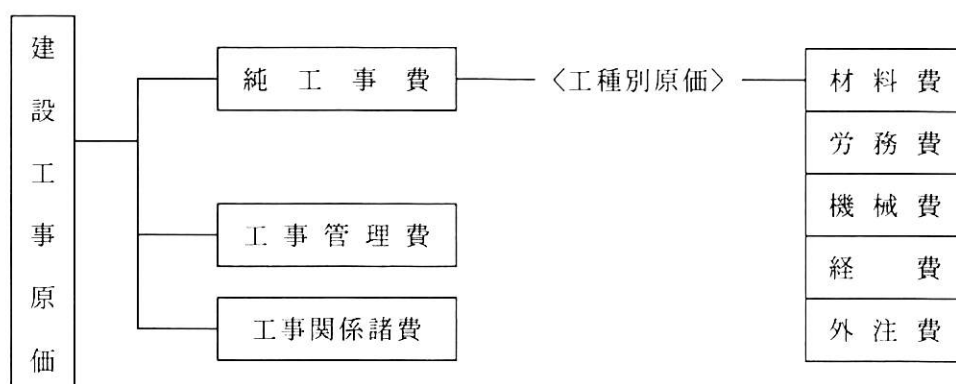 建設工事原価
純工事費
〈工種別原価〉
材料費
労務費
機械費
経費
外注費
工事管理費
工事関係諸費